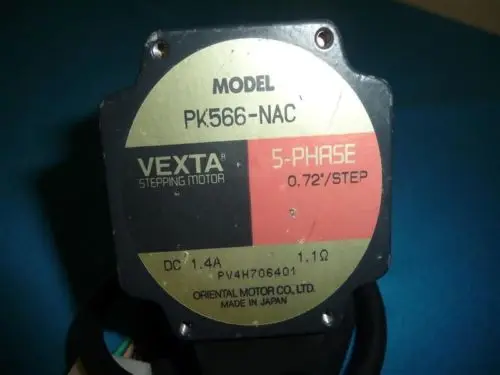 MODEL
PK566-NAC
VEXTA®
STEPPING MOTOR
5-PHASE
0.72°/STEP
DC 1.4A 1.1Ω
PV4H706401
ORIENTAL MOTOR CO., LTD.
MADE IN JAPAN